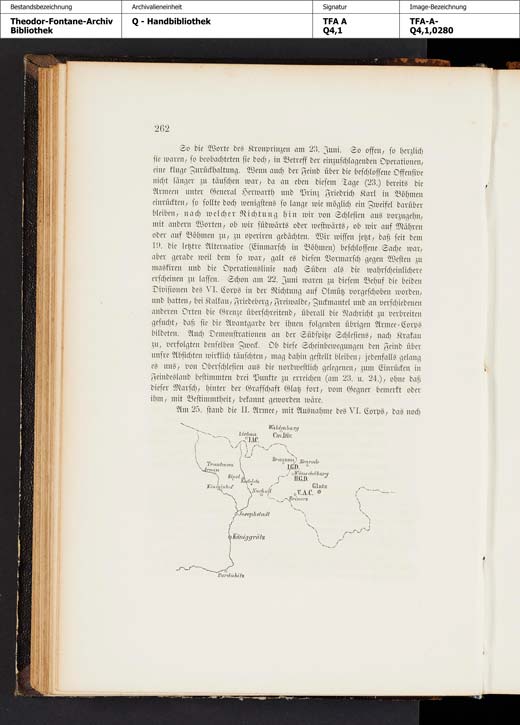 Bestandsbezeichnung
Archivalieneinheit
Signatur
Image-Bezeichnung
Theodor-Fontane-Archiv
Bibliothek
Q - Handbibliothek
TFA A
Q4,1
TFA-A-
Q4,1,0280
262
So die Worte des Kronprinzen am 23. Juni. So offen, so herzlich
sie waren, so beobachteten sie doch, in Betreff der einzuschlagenden Operationen,
eine kluge Zurückhaltung. Wenn auch der Feind über die beschlossene Offensive
nicht länger zu täuschen war, da an eben diesem Tage (23.) bereits die
Armeen unter General Herwarth und Prinz Friedrich Karl in Böhmen
einrückten, so sollte doch wenigstens so lange wie möglich ein Zweifel darüber
bleiben, nach welcher Richtung hin wir von Schlesien aus vorzugehn,
mit andern Worten, ob wir südwärts oder westwärts, ob wir auf Mähren
oder auf Böhmen zu, zu operiren gedächten. Wir wissen jetzt, daß seit dem
19. die letztre Alternative (Einmarsch in Böhmen) beschlossene Sache war,
aber gerade weil dem so war, galt es diesen Vormarsch gegen Westen zu
maskiren und die Operationslinie nach Süden als die wahrscheinlichere
erscheinen zu lassen. Schon am 22. Juni waren zu diesem Behuf die beiden
Divisionen des VI. Corps in der Richtung auf Olmütz vorgeschoben worden,
und hatten, bei Kalkau, Friedeberg, Freiwalde, Zuckmantel und an verschiedenen
anderen Orten die Grenze überschreitend, überall die Nachricht zu verbreiten
gesucht, daß sie die Avantgarde der ihnen folgenden übrigen Armee-Corps
bildeten. Auch Demonstrationen an der Südspitze Schlesiens, nach Krakau
zu, verfolgten denselben Zweck. Ob diese Scheinbewegungen den Feind über
unsre Absichten wirklich täuschten, mag dahin gestellt bleiben; jedenfalls gelang
es uns, von Oberschlesien aus die nordwestlich gelegenen, zum Einrücken in
Feindesland bestimmten drei Punkte zu erreichen (am 23. u. 24.), ohne daß
dieser Marsch, hinter der Grafschaft Glatz fort, vom Gegner bemerkt oder
ihm, mit Bestimmtheit, bekannt geworden wäre.
Am 25. stand die II. Armee, mit Ausnahme des VI. Corps, das noch
Waldenburg
Cav. Div.
Liebau
I.C.
Braunau
I.G.D.
Trautenau
Wünschelburg
II.G.D.
Arnau
Eipel
Glatz
Königinhof
Nachod
V.A.C.
Reinerz
Josephstadt
Königgrätz
Pardubitz